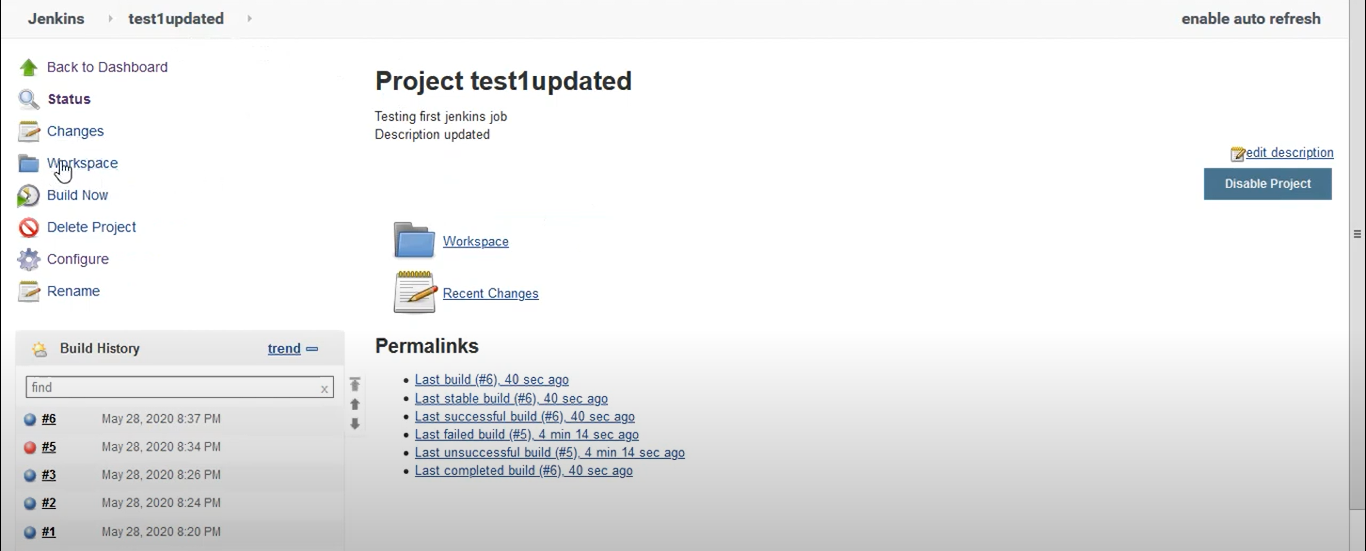 Jenkins test1updated enable auto refresh
Back to Dashboard
Status
Changes
Workspace
Build Now
Delete Project
Configure
Rename
Build History trend
find x
#6 May 28, 2020 8:37 PM
#5 May 28, 2020 8:34 PM
#3 May 28, 2020 8:26 PM
#2 May 28, 2020 8:24 PM
#1 May 28, 2020 8:20 PM
Project test1updated
Testing first jenkins job
Description updated
edit description
Disable Project
Workspace
Recent Changes
Permalinks
Last build (#6), 40 sec ago
Last stable build (#6), 40 sec ago
Last successful build (#6), 40 sec ago
Last failed build (#5), 4 min 14 sec ago
Last unsuccessful build (#5), 4 min 14 sec ago
Last completed build (#6), 40 sec ago